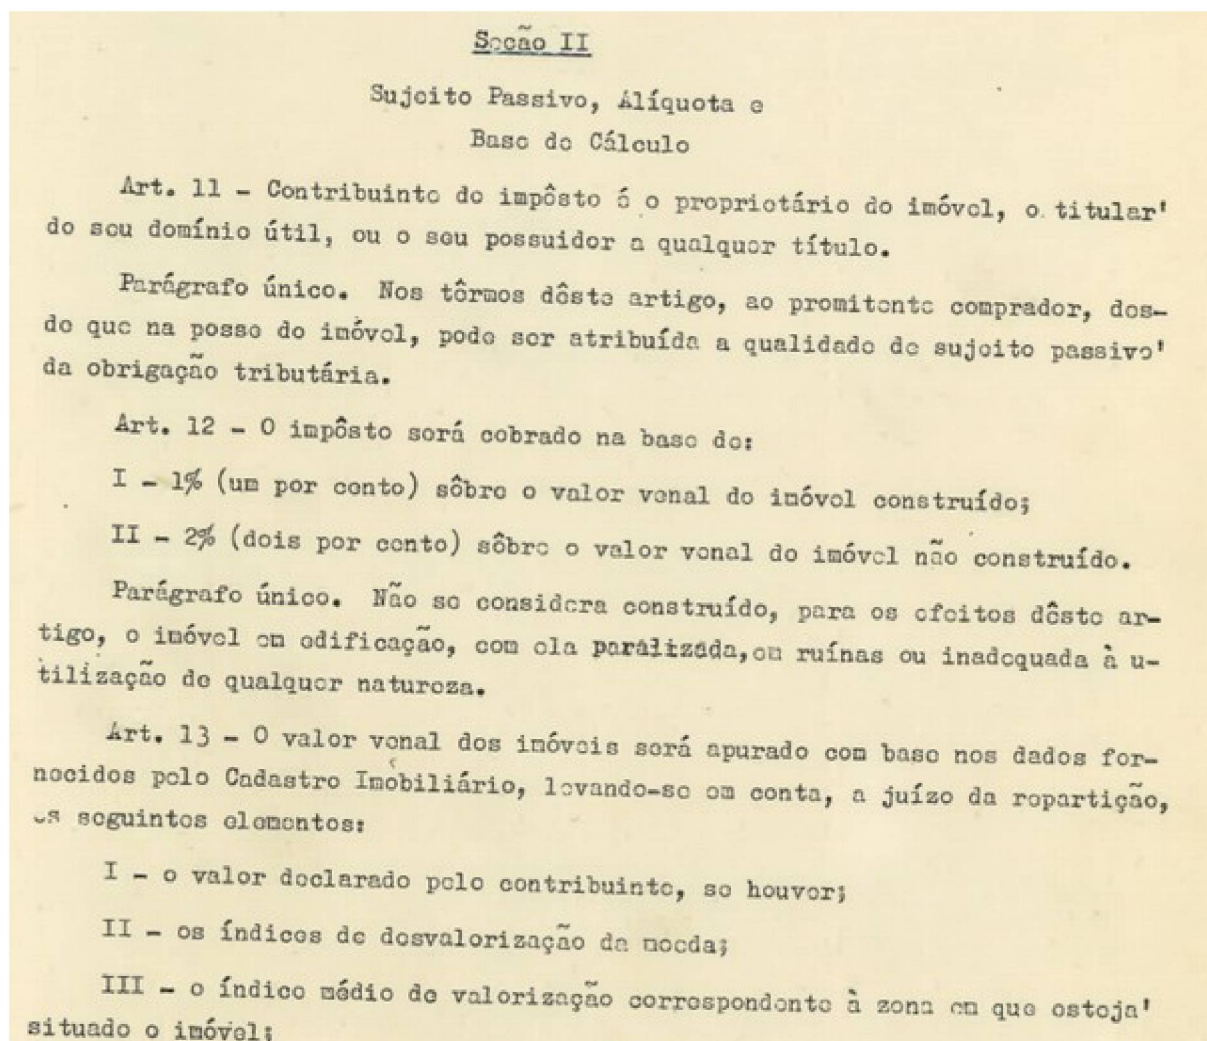 Secão II
Sujeito Passivo, Alíquota e
Base de Cálculo
Art. 11 - Contribuinte do impôsto é o proprietário do imóvel, o titular'
do seu domínio útil, ou o seu possuidor a qualquer título.
Parágrafo único. Nos têrmos dêste artigo, ao promitente comprador, des-
de que na posse do imóvel, pode ser atribuída a qualidade de sujeito passivo'
da obrigação tributária.
Art. 12 - O impôsto será cobrado na base de:
I - 1% (um por cento) sôbre o valor venal do imóvel construído;
II - 2% (dois por cento) sôbre o valor venal do imóvel não construído.
Parágrafo único. Não se considera construído, para os efeitos dêste ar-
tigo, o imóvel em edificação, com ela paralizada,em ruínas ou inadequada à u-
tilização de qualquer natureza.
Art. 13 - O valor venal dos imóveis será apurado com base nos dados for-
necidos pelo Cadastro Imobiliário, levando-se em conta, a juízo da repartição,
os seguintes elementos:
I - o valor declarado pelo contribuinte, se houver;
II - os índices de desvalorização da moeda;
III - o índice médio de valorização correspondente à zona em que esteja'
situado o imóvel;